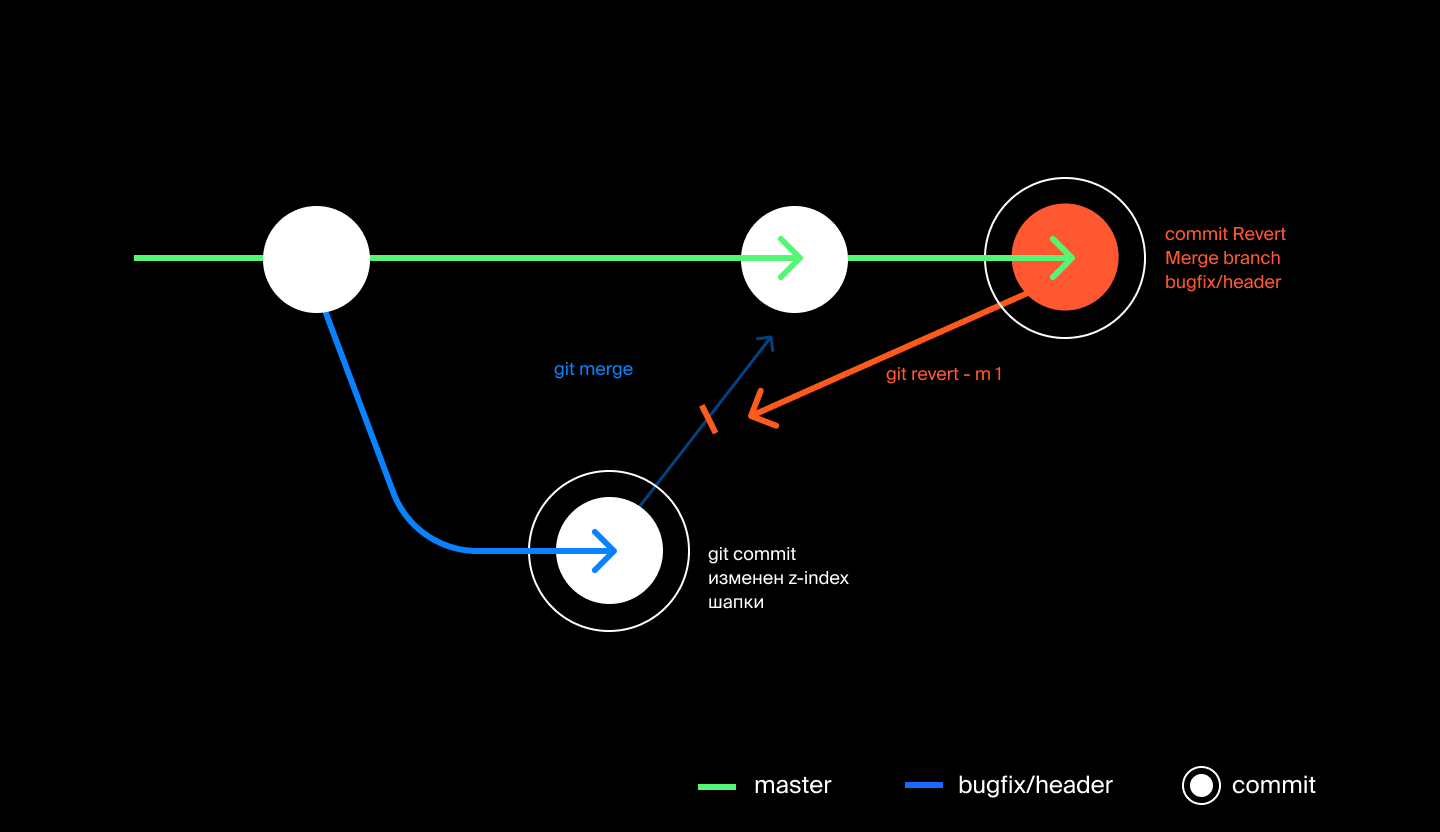 commit Revert
Merge branch
bugfix/header
git merge
git revert - m 1
git commit
изменен z-index
шапки
master
bugfix/header
commit